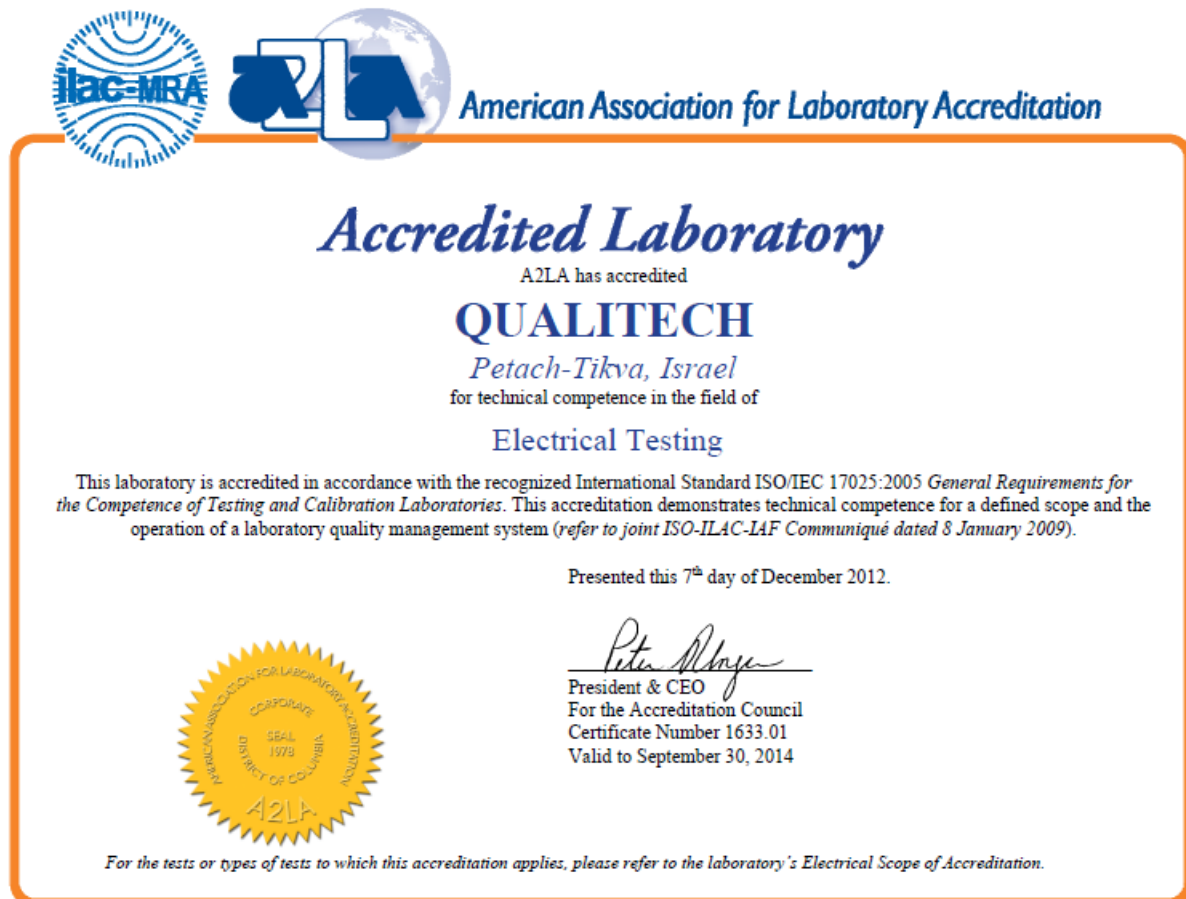 ilac-MRA
A2LA
American Association for Laboratory Accreditation
Accredited Laboratory
A2LA has accredited
QUALITECH
Petach-Tikva, Israel
for technical competence in the field of
Electrical Testing
This laboratory is accredited in accordance with the recognized International Standard ISO/IEC 17025:2005 General Requirements for
the Competence of Testing and Calibration Laboratories. This accreditation demonstrates technical competence for a defined scope and the
operation of a laboratory quality management system (refer to joint ISO-ILAC-IAF Communiqué dated 8 January 2009).
Presented this 7th day of December 2012.
President & CEO
For the Accreditation Council
Certificate Number 1633.01
Valid to September 30, 2014
AMERICAN ASSOCIATION FOR LABORATORY ACCREDITATION
CORPORATE
SEAL
1978
DISTRICT OF COLUMBIA
A2LA
For the tests or types of tests to which this accreditation applies, please refer to the laboratory's Electrical Scope of Accreditation.